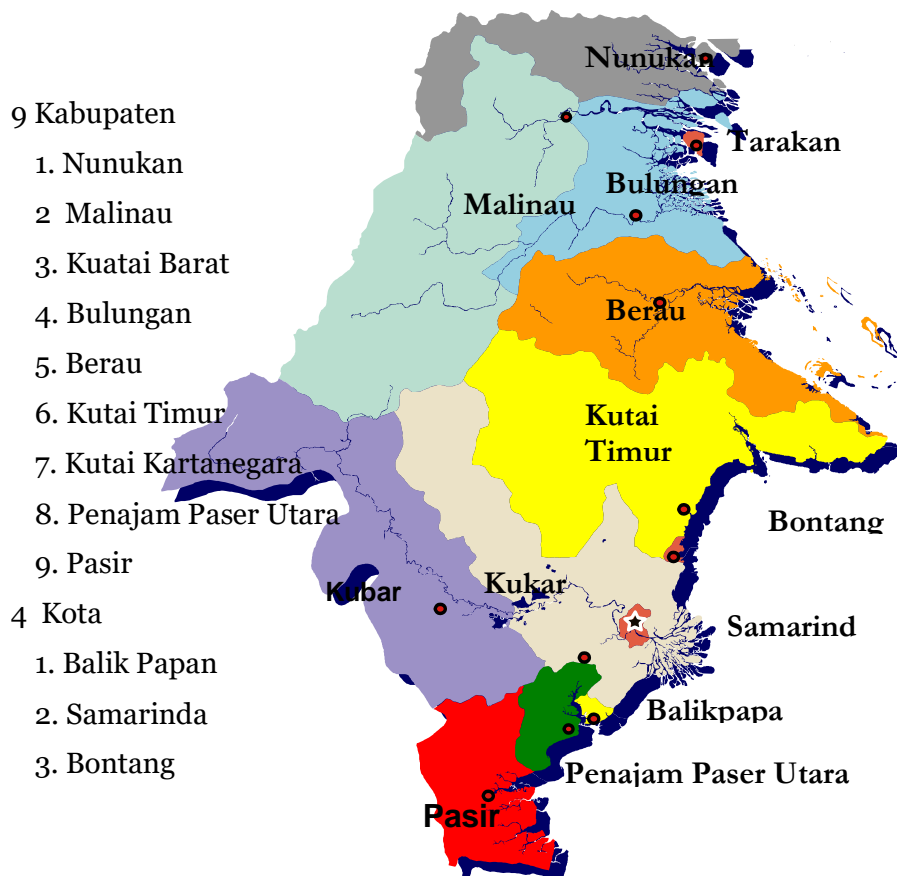 9 Kabupaten
1. Nunukan
2 Malinau
3. Kuatai Barat
4. Bulungan
5. Berau
6. Kutai Timur
7. Kutai Kartanegara
8. Penajam Paser Utara
9. Pasir
4 Kota
1. Balik Papan
2. Samarinda
3. Bontang
Nunukan
Tarakan
Bulungan
Malinau
Berau
Kutai
Timur
Bontang
Kubar
Kukar
Samarind
Balikpapa
Penajam Paser Utara
Pasir